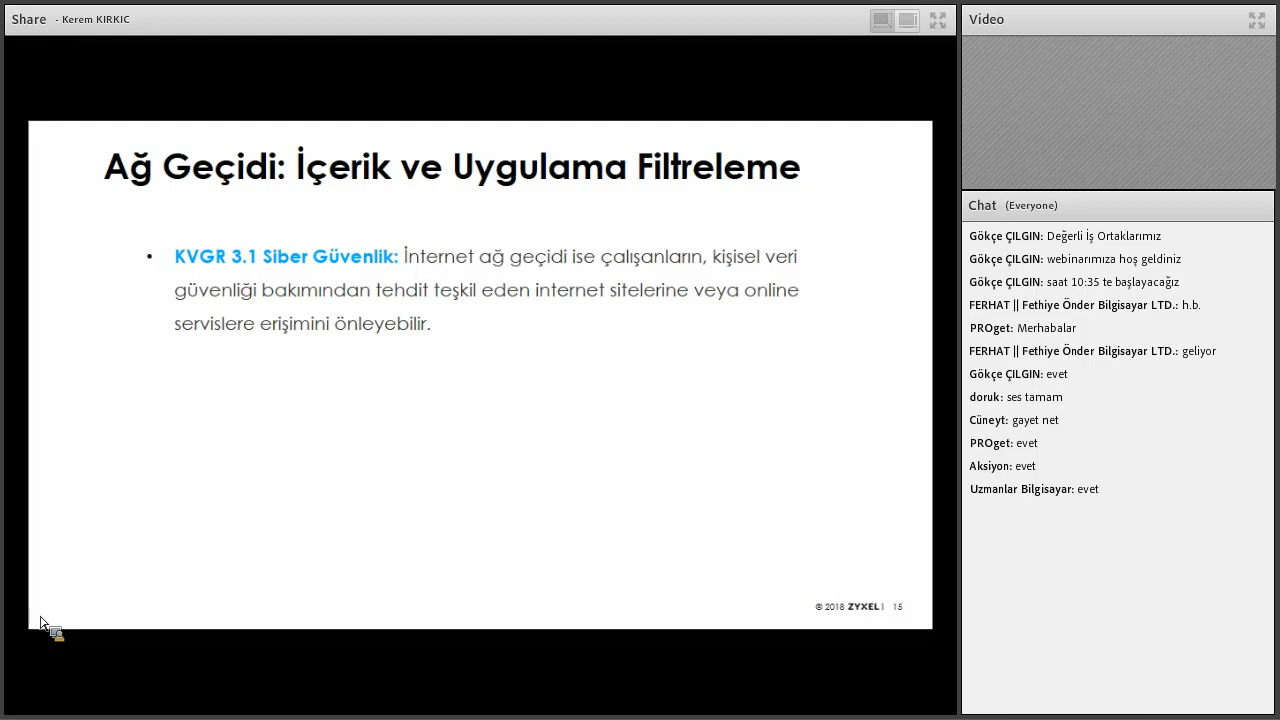 Share - Kerem KIRKIC
Ağ Geçidi: İçerik ve Uygulama Filtreleme
• KVGR 3.1 Siber Güvenlik: İnternet ağ geçidi ise çalışanların, kişisel veri
güvenliği bakımından tehdit teşkil eden internet sitelerine veya online
servislere erişimini önleyebilir.
© 2018 ZYXEL | 15
Video
Chat (Everyone)
Gökçe ÇILGIN: Değerli İş Ortaklarımız
Gökçe ÇILGIN: webinarımıza hoş geldiniz
Gökçe ÇILGIN: saat 10:35 te başlayacağız
FERHAT || Fethiye Önder Bilgisayar LTD.: h.b.
PROget: Merhabalar
FERHAT || Fethiye Önder Bilgisayar LTD.: geliyor
Gökçe ÇILGIN: evet
doruk: ses tamam
Cüneyt: gayet net
PROget: evet
Aksiyon: evet
Uzmanlar Bilgisayar: evet